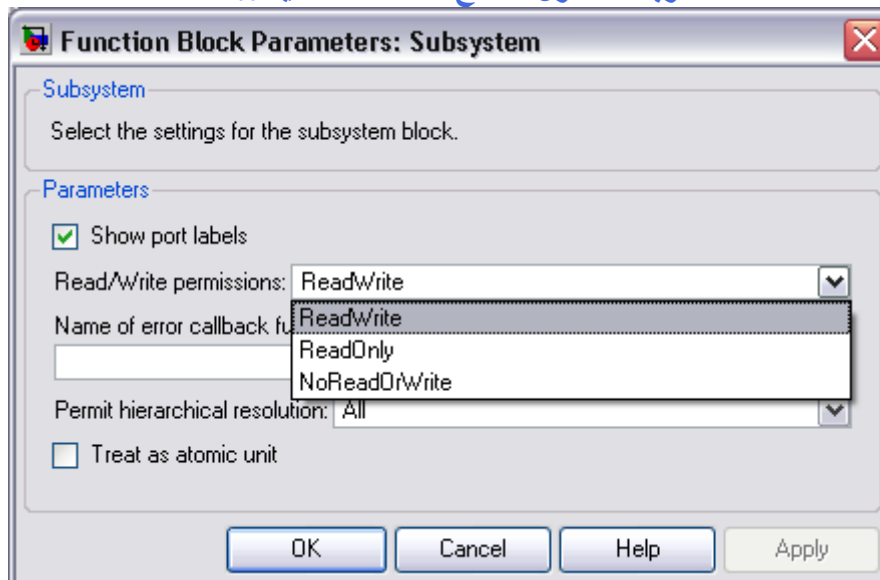 Function Block Parameters: Subsystem
Subsystem
Select the settings for the subsystem block.
Parameters
Show port labels
Read/Write permissions: ReadWrite
ReadWrite
Name of error callback fu
ReadOnly
NoReadOrWrite
Permit hierarchical resolution: All
Treat as atomic unit
OK Cancel Help Apply